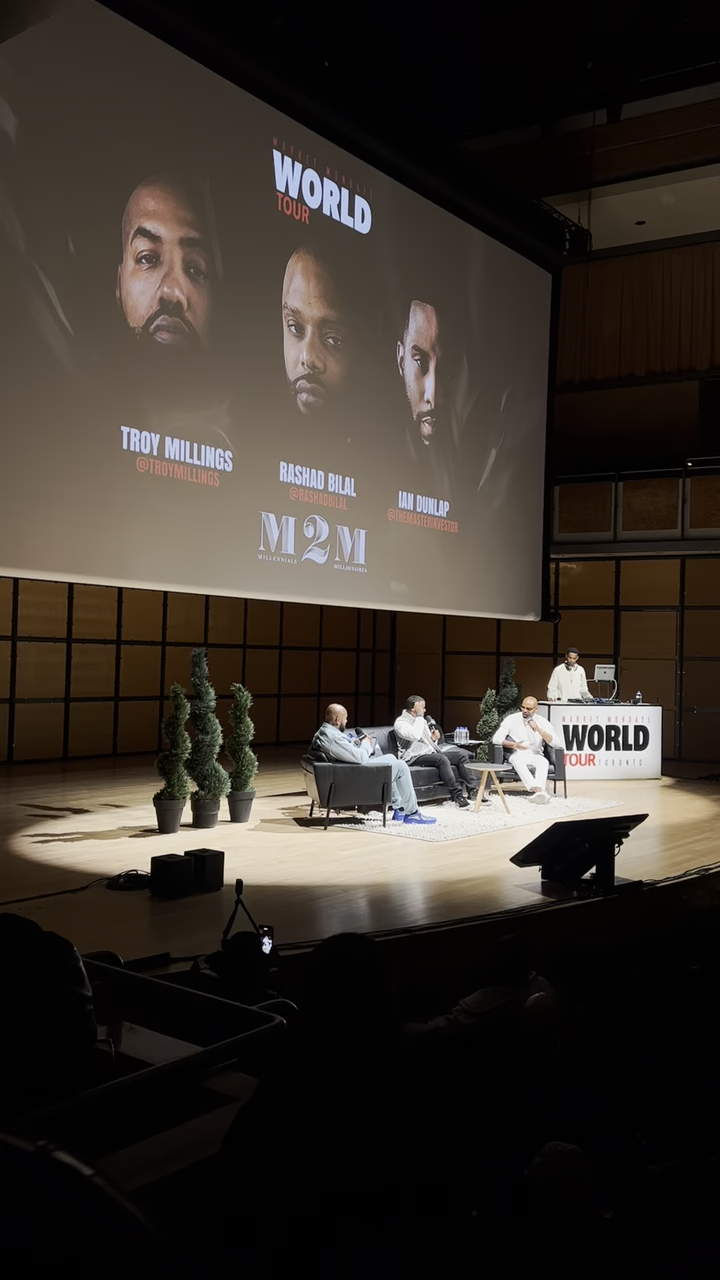 MARKET MONDAYS
WORLD
TOUR
TROY MILLINGS
@TROYMILLINGS
RASHAD BILAL
@RASHADBILAL
IAN DUNLAP
@THEMASTERINVESTOR
M2M
MILLENNIALS
MILLIONAIRES
MARKET MONDAYS
WORLD
TOUR TORONTO